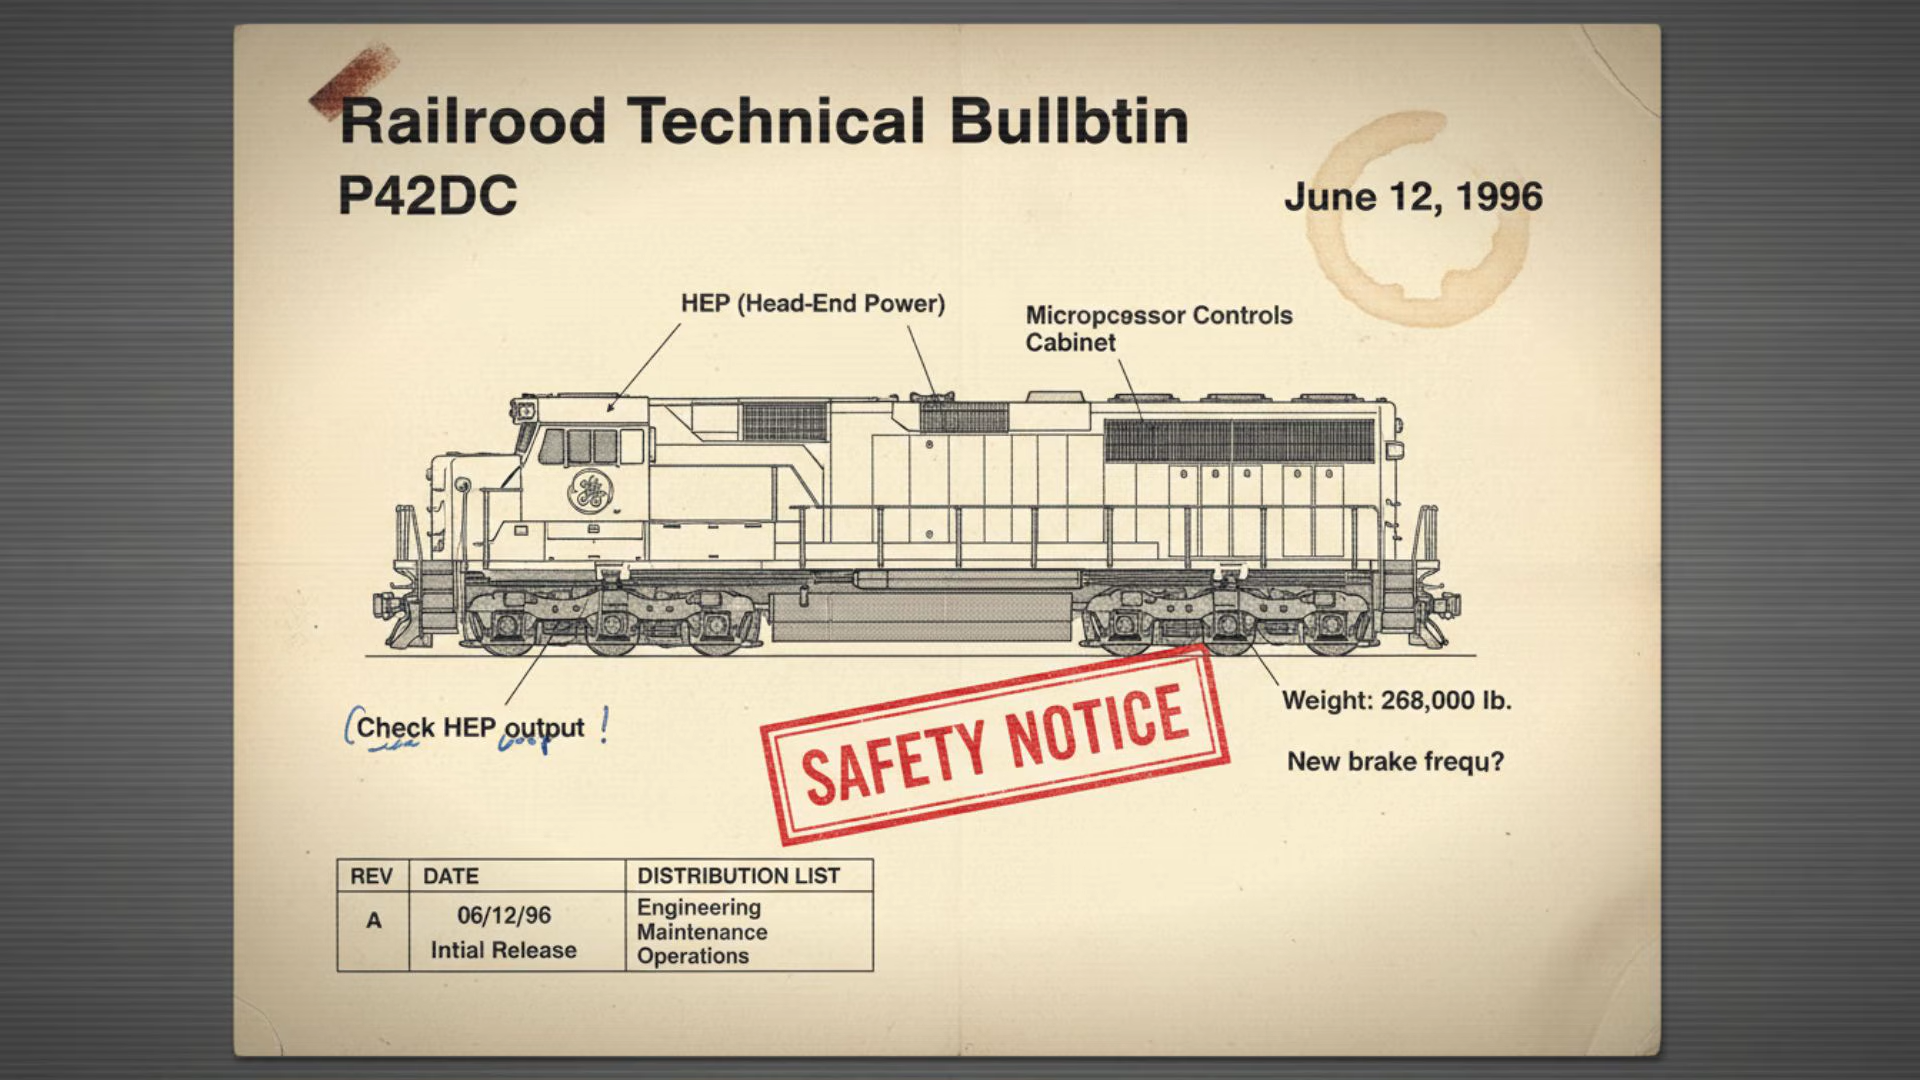 Railrood Technical Bullbtin
P42DC
June 12, 1996
HEP (Head-End Power)
Micropcessor Controls
Cabinet
(Check HEP output !
Weight: 268,000 lb.
New brake frequ?
SAFETY NOTICE
REV DATE DISTRIBUTION LIST
A 06/12/96 Engineering
Intial Release Maintenance
Operations